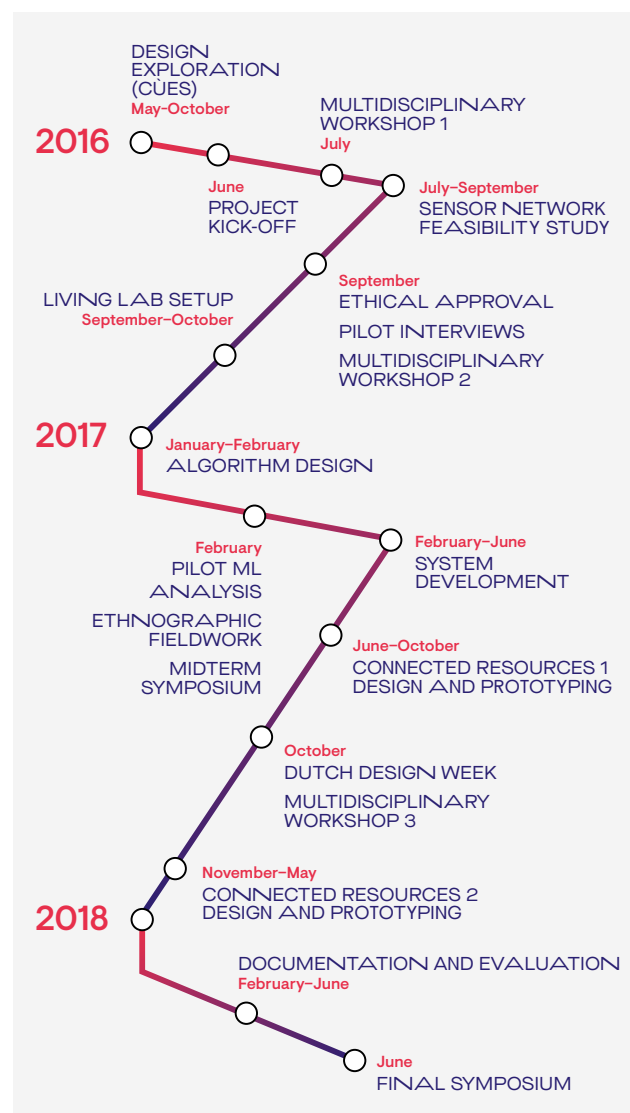 DESIGN
EXPLORATION
(CÙES)
May-October
2016
MULTIDISCIPLINARY
WORKSHOP 1
July
June
PROJECT
KICK-OFF
July–September
SENSOR NETWORK
FEASIBILITY STUDY
September
ETHICAL APPROVAL
PILOT INTERVIEWS
MULTIDISCIPLINARY
WORKSHOP 2
LIVING LAB SETUP
September–October
2017
January–February
ALGORITHM DESIGN
February
PILOT ML
ANALYSIS
ETHNOGRAPHIC
FIELDWORK
MIDTERM
SYMPOSIUM
February–June
SYSTEM
DEVELOPMENT
June–October
CONNECTED RESOURCES 1
DESIGN AND PROTOTYPING
October
DUTCH DESIGN WEEK
MULTIDISCIPLINARY
WORKSHOP 3
November–May
CONNECTED RESOURCES 2
DESIGN AND PROTOTYPING
2018
DOCUMENTATION AND EVALUATION
February–June
June
FINAL SYMPOSIUM